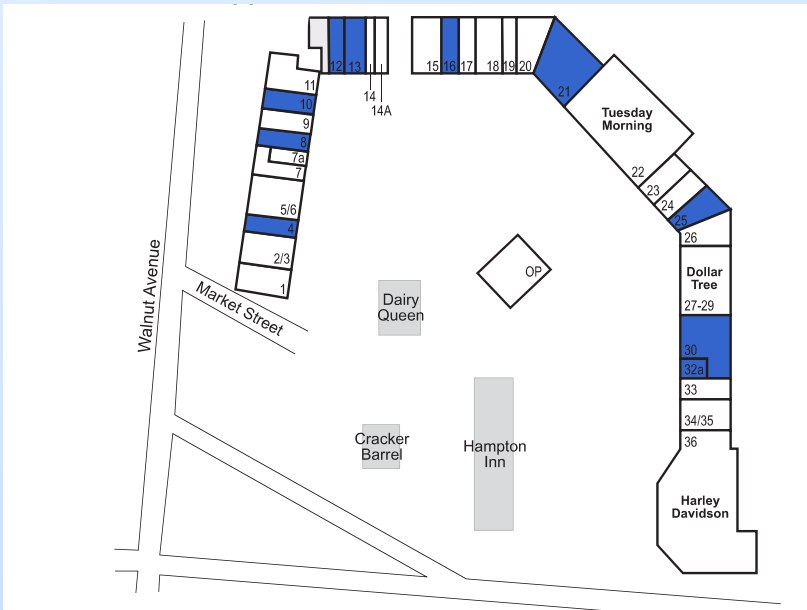 12
13
14
14A
15
16
17
18
19
20
21
Tuesday
Morning
22
23
24
25
26
Dollar
Tree
27-29
30
32a
33
34/35
36
Harley
Davidson
11
10
9
8
7a
7
5/6
4
2/3
1
OP
Walnut Avenue
Market Street
Dairy
Queen
Cracker
Barrel
Hampton
Inn